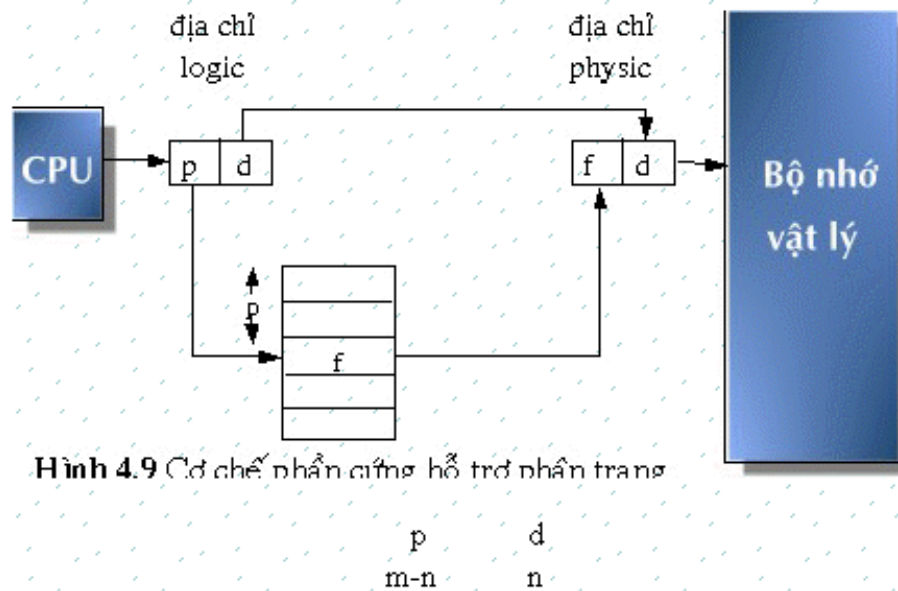 địa chỉ
logic
địa chỉ
physic
CPU
p d
f d
Bộ nhớ
vật lý
p
f
Hình 4.9 Cơ chế phần cứng hỗ trợ phân trang
p d
m-n n